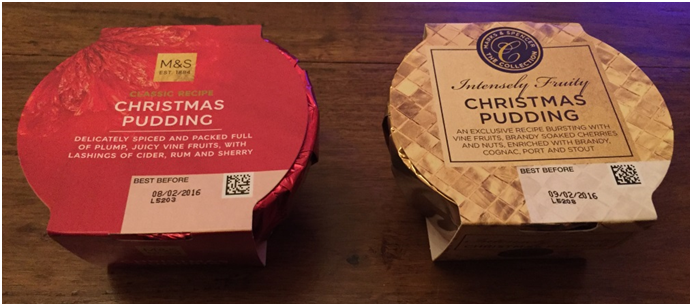 M&S
EST. 1884
CLASSIC RECIPE
CHRISTMAS
PUDDING
DELICATELY SPICED AND PACKED FULL
OF PLUMP, JUICY VINE FRUITS, WITH
LASHINGS OF CIDER, RUM AND SHERRY
BEST BEFORE
08/02/2016
L5203
MARKS & SPENCER
THE COLLECTION
Intensely Fruity
CHRISTMAS
PUDDING
AN EXCLUSIVE RECIPE BURSTING WITH
VINE FRUITS, BRANDY SOAKED CHERRIES
AND NUTS, ENRICHED WITH BRANDY,
COGNAC, PORT AND STOUT
BEST BEFORE
09/02/2016